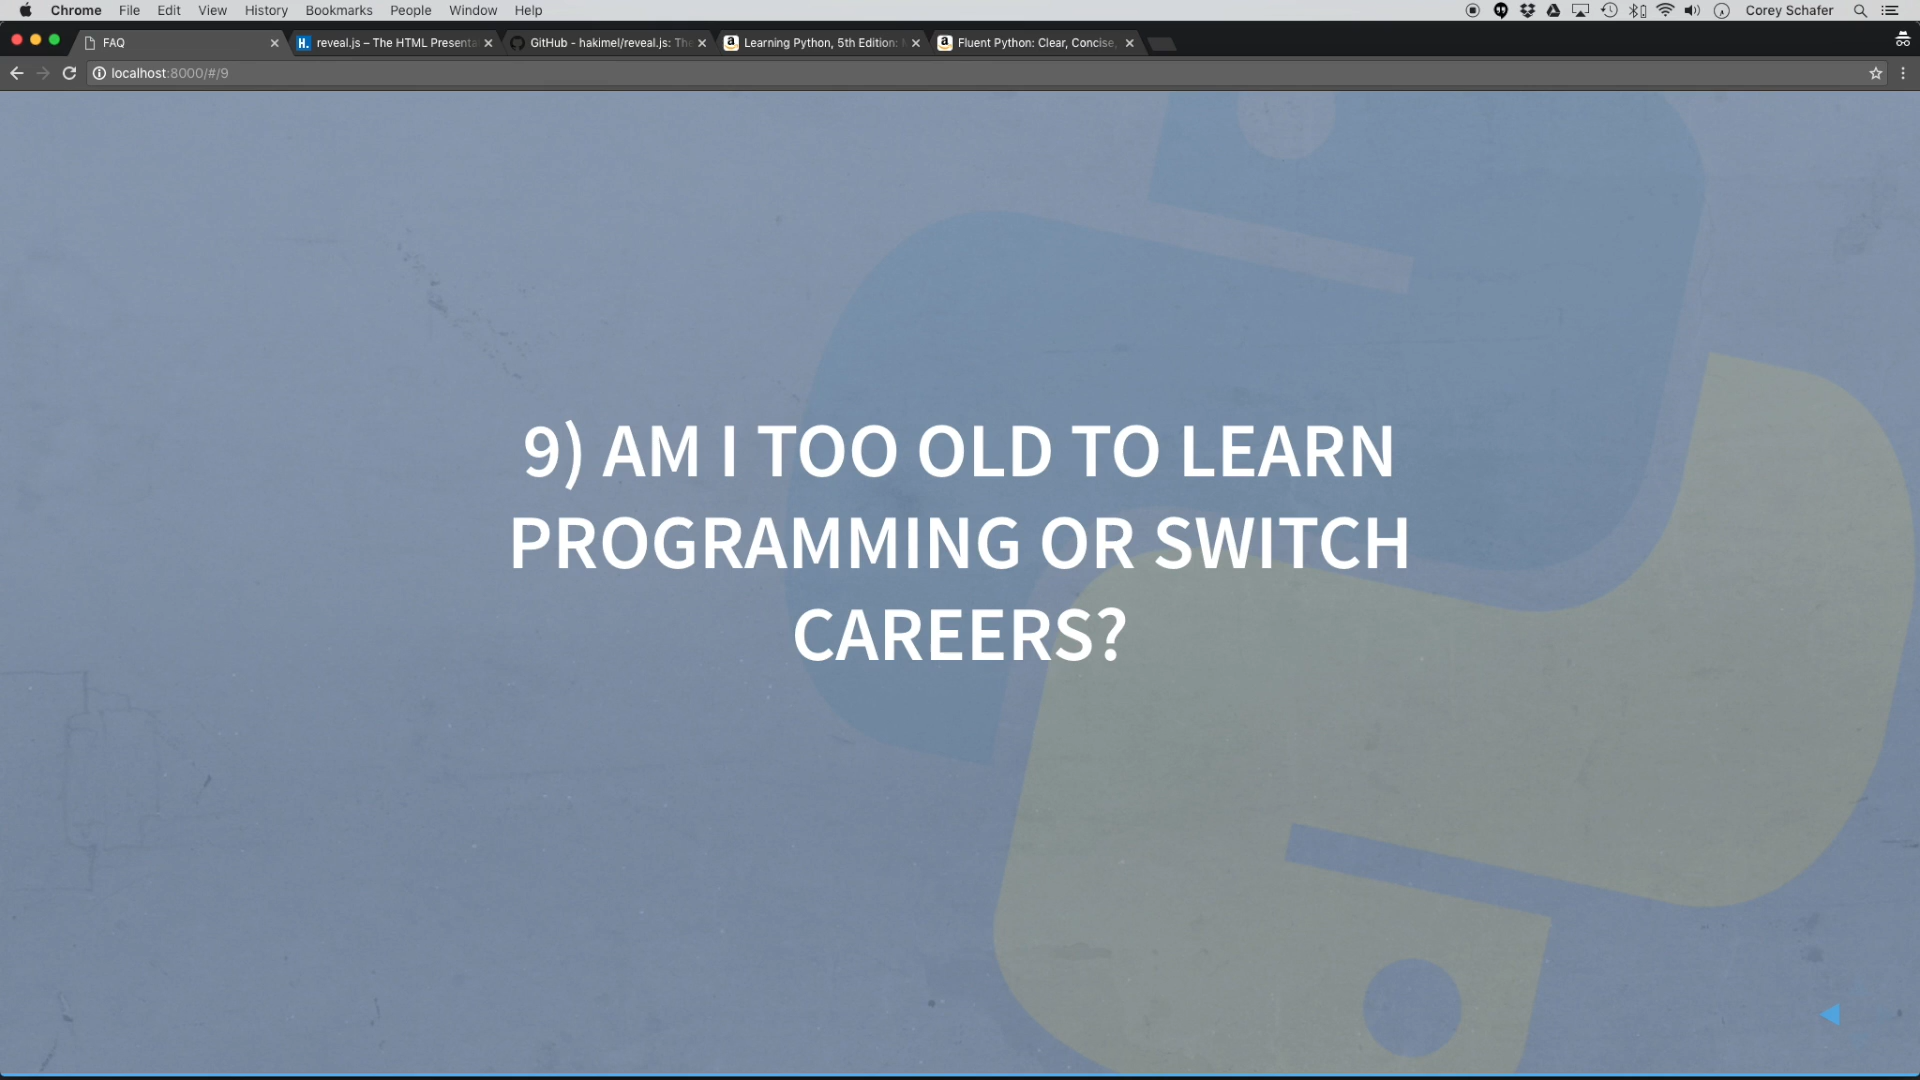 Chrome File Edit View History Bookmarks People Window Help Corey Schafer
FAQ
H. reveal.js – The HTML Presenta
GitHub - hakimel/reveal.js: The
a Learning Python, 5th Edition:
a Fluent Python: Clear, Concise,
localhost:8000/#/9
9) AM I TOO OLD TO LEARN
PROGRAMMING OR SWITCH
CAREERS?